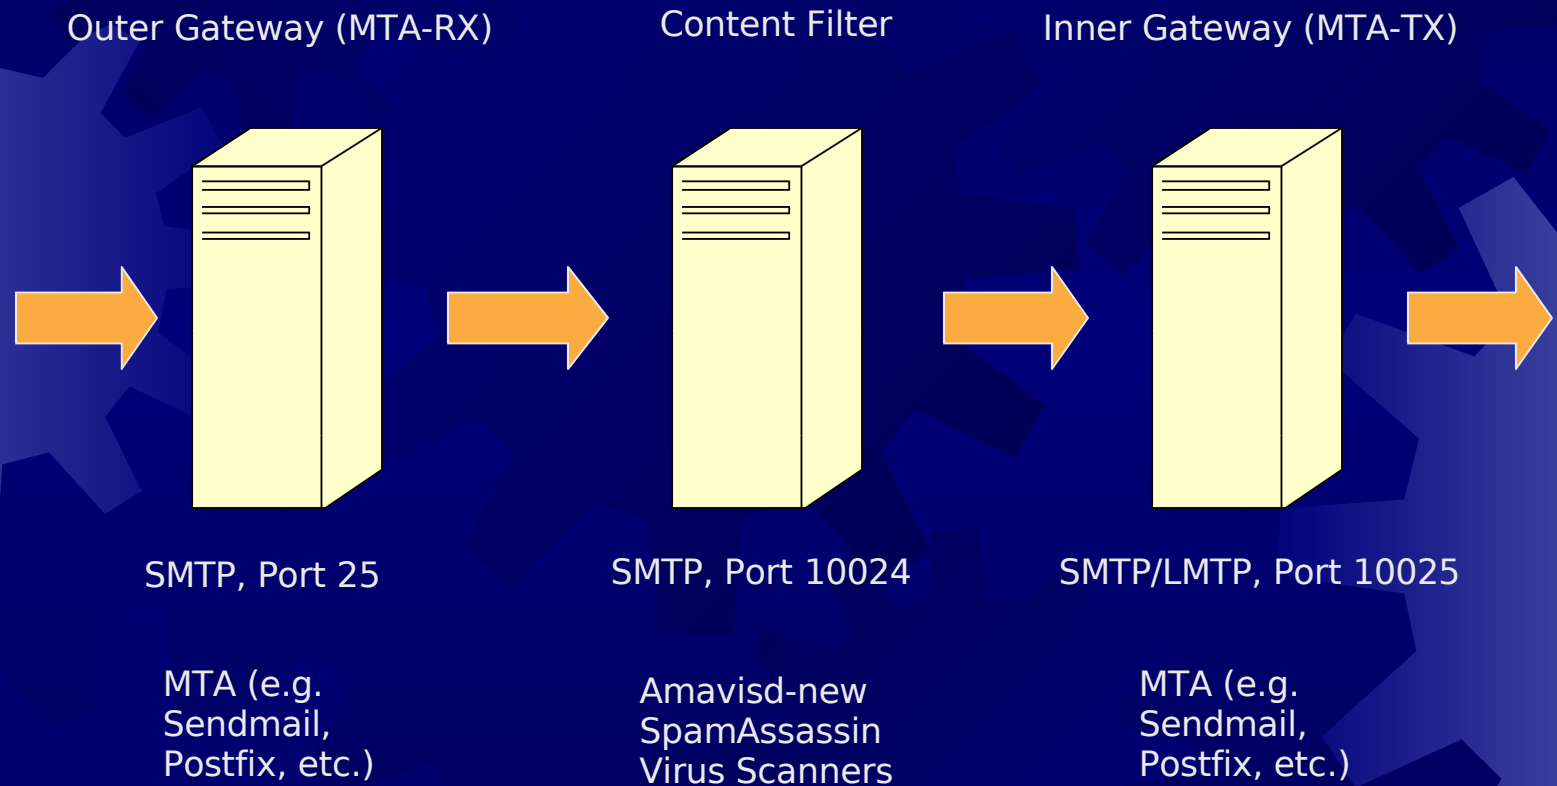 Outer Gateway (MTA-RX)
Content Filter
Inner Gateway (MTA-TX)
SMTP, Port 25
SMTP, Port 10024
SMTP/LMTP, Port 10025
MTA (e.g.
Sendmail,
Postfix, etc.)
Amavisd-new
SpamAssassin
Virus Scanners
MTA (e.g.
Sendmail,
Postfix, etc.)